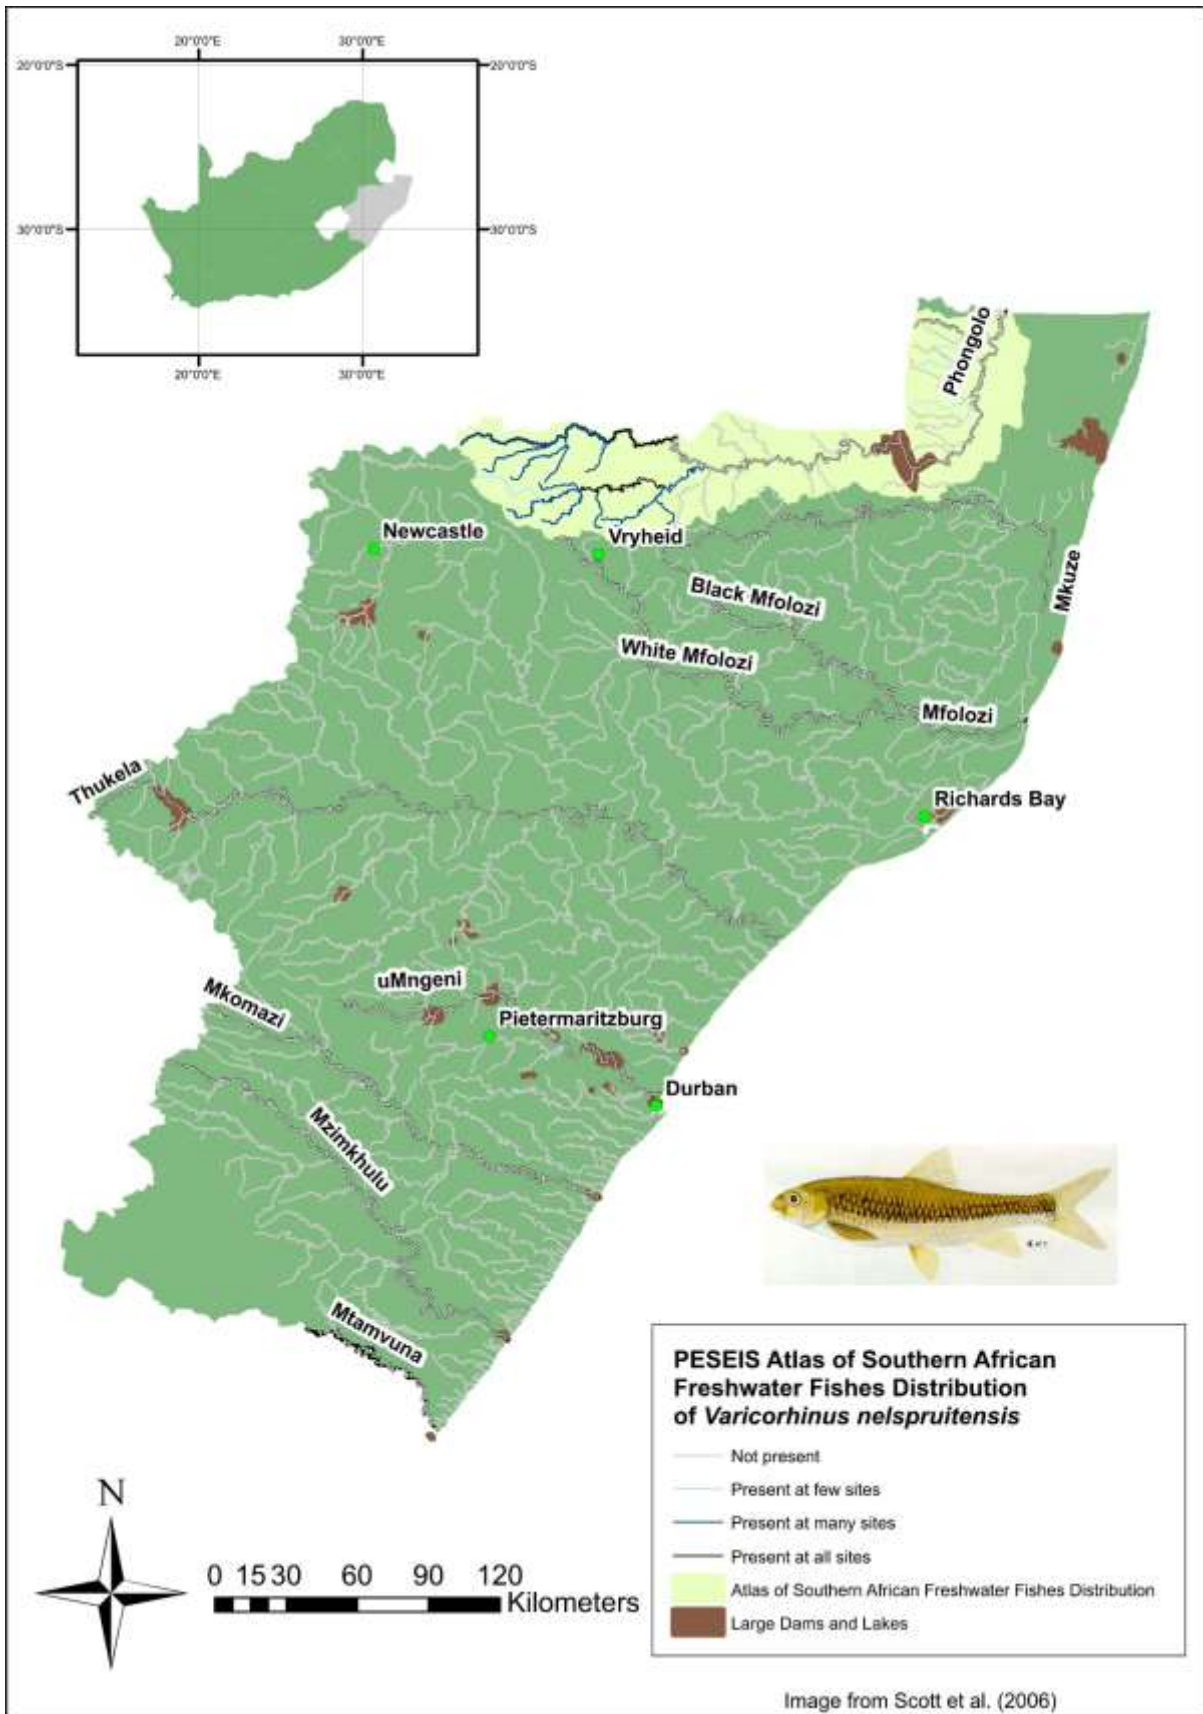 20°0'0"E
30°0'0"E
20°0'0"S
20°0'0"S
30°0'0"S
30°0'0"S
20°0'0"E
30°0'0"E
Phongolo
Newcastle
Vryheid
Black Mfolozi
Mkuze
White Mfolozi
Mfolozi
Thukela
Richards Bay
uMngeni
Mkomazi
Pietermaritzburg
Durban
Mzimkhulu
Mtamvuna
PESEIS Atlas of Southern African
Freshwater Fishes Distribution
of Varicorhinus nelspruitensis
Not present
Present at few sites
Present at many sites
Present at all sites
Atlas of Southern African Freshwater Fishes Distribution
Large Dams and Lakes
N
0 15 30 60 90 120
Kilometers
Image from Scott et al. (2006)